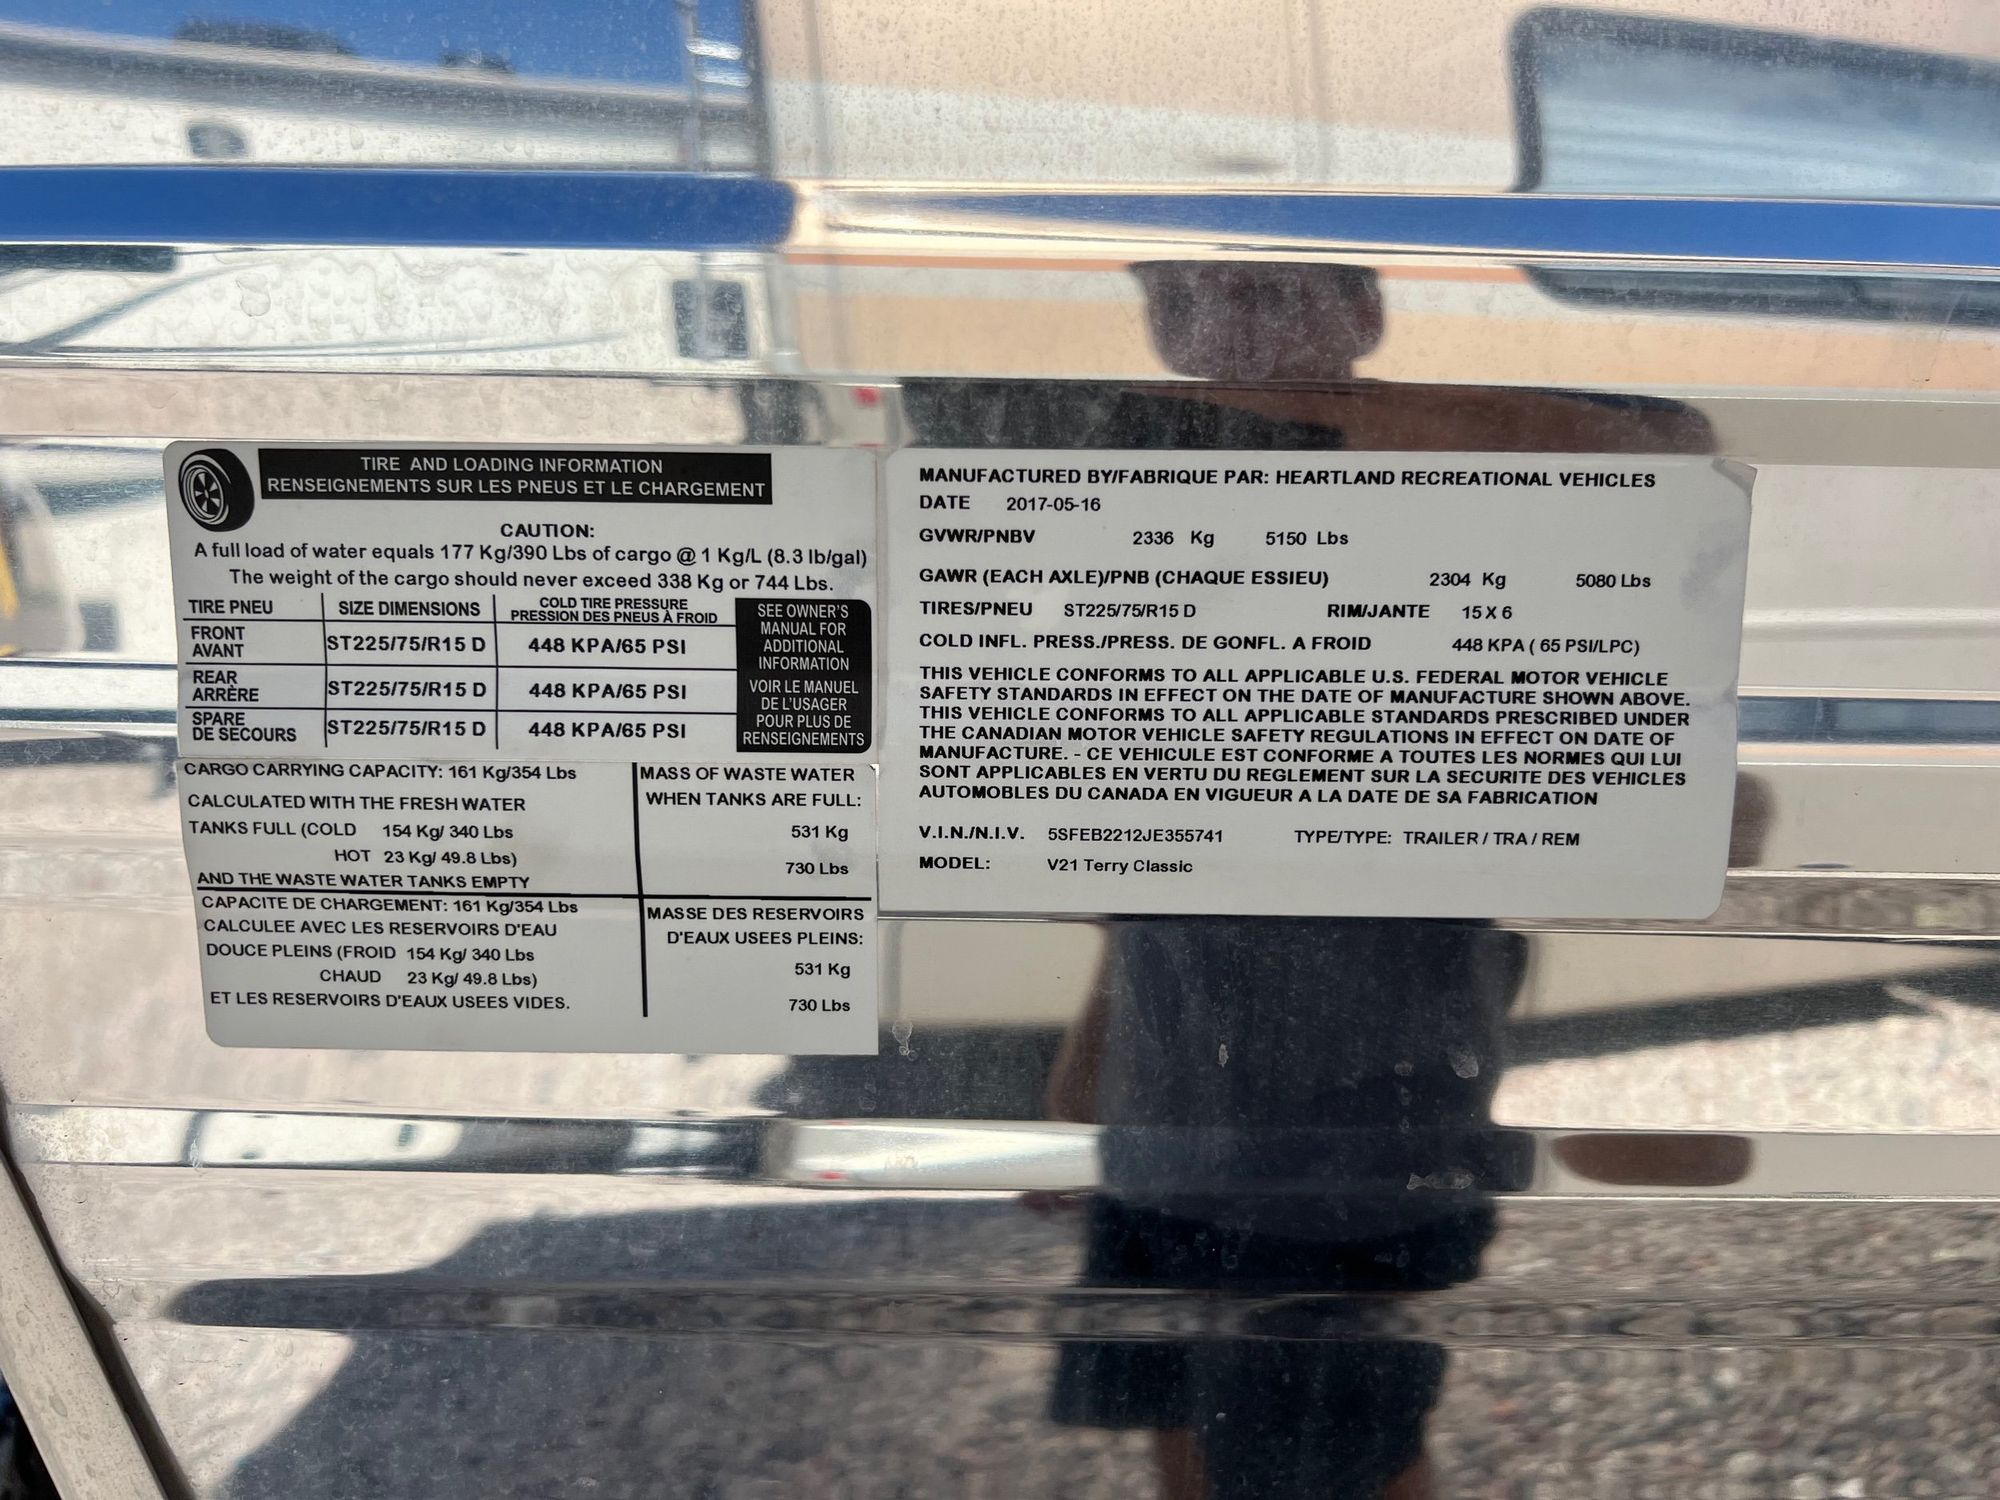 TIRE AND LOADING INFORMATION
RENSEIGNEMENTS SUR LES PNEUS ET LE CHARGEMENT
CAUTION:
A full load of water equals 177 Kg/390 Lbs of cargo @ 1 Kg/L (8.3 lb/gal)
The weight of the cargo should never exceed 338 Kg or 744 Lbs.
TIRE PNEU SIZE DIMENSIONS COLD TIRE PRESSURE
PRESSION DES PNEUS À FROID
FRONT
AVANT ST225/75/R15 D 448 KPA/65 PSI
REAR
ARRÈRE ST225/75/R15 D 448 KPA/65 PSI
SPARE
DE SECOURS ST225/75/R15 D 448 KPA/65 PSI
SEE OWNER'S
MANUAL FOR
ADDITIONAL
INFORMATION
VOIR LE MANUEL
DE L'USAGER
POUR PLUS DE
RENSEIGNEMENTS
CARGO CARRYING CAPACITY: 161 Kg/354 Lbs
CALCULATED WITH THE FRESH WATER
TANKS FULL (COLD 154 Kg/ 340 Lbs
HOT 23 Kg/ 49.8 Lbs)
AND THE WASTE WATER TANKS EMPTY
MASS OF WASTE WATER
WHEN TANKS ARE FULL:
531 Kg
730 Lbs
CAPACITE DE CHARGEMENT: 161 Kg/354 Lbs
CALCULEE AVEC LES RESERVOIRS D'EAU
DOUCE PLEINS (FROID 154 Kg/ 340 Lbs
CHAUD 23 Kg/ 49.8 Lbs)
ET LES RESERVOIRS D'EAUX USEES VIDES.
MASSE DES RESERVOIRS
D'EAUX USEES PLEINS:
531 Kg
730 Lbs
MANUFACTURED BY/FABRIQUE PAR: HEARTLAND RECREATIONAL VEHICLES
DATE 2017-05-16
GVWR/PNBV 2336 Kg 5150 Lbs
GAWR (EACH AXLE)/PNB (CHAQUE ESSIEU) 2304 Kg 5080 Lbs
TIRES/PNEU ST225/75/R15 D RIM/JANTE 15 X 6
COLD INFL. PRESS./PRESS. DE GONFL. A FROID 448 KPA ( 65 PSI/LPC)
THIS VEHICLE CONFORMS TO ALL APPLICABLE U.S. FEDERAL MOTOR VEHICLE
SAFETY STANDARDS IN EFFECT ON THE DATE OF MANUFACTURE SHOWN ABOVE.
THIS VEHICLE CONFORMS TO ALL APPLICABLE STANDARDS PRESCRIBED UNDER
THE CANADIAN MOTOR VEHICLE SAFETY REGULATIONS IN EFFECT ON DATE OF
MANUFACTURE. - CE VEHICULE EST CONFORME A TOUTES LES NORMES QUI LUI
SONT APPLICABLES EN VERTU DU REGLEMENT SUR LA SECURITE DES VEHICLES
AUTOMOBLES DU CANADA EN VIGUEUR A LA DATE DE SA FABRICATION
V.I.N./N.I.V. 5SFEB2212JE355741 TYPE/TYPE: TRAILER / TRA / REM
MODEL: V21 Terry Classic